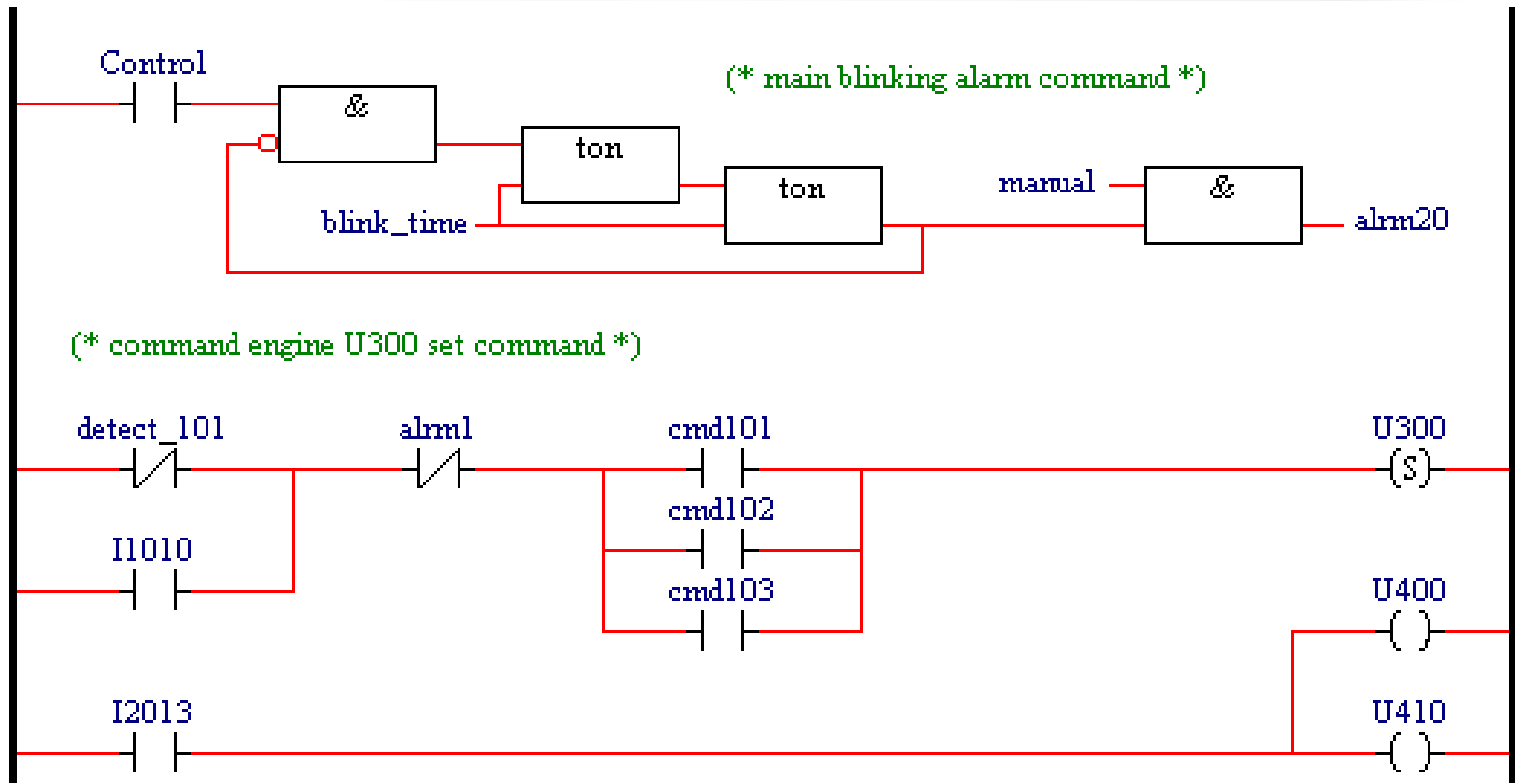 Control
(* main blinking alarm command *)
&
ton
ton
manual
&
blink_time
alrm20
(* command engine U300 set command *)
detect_101
alrm1
cmd101
U300
S
cmd102
I1010
cmd103
U400
I2013
U410